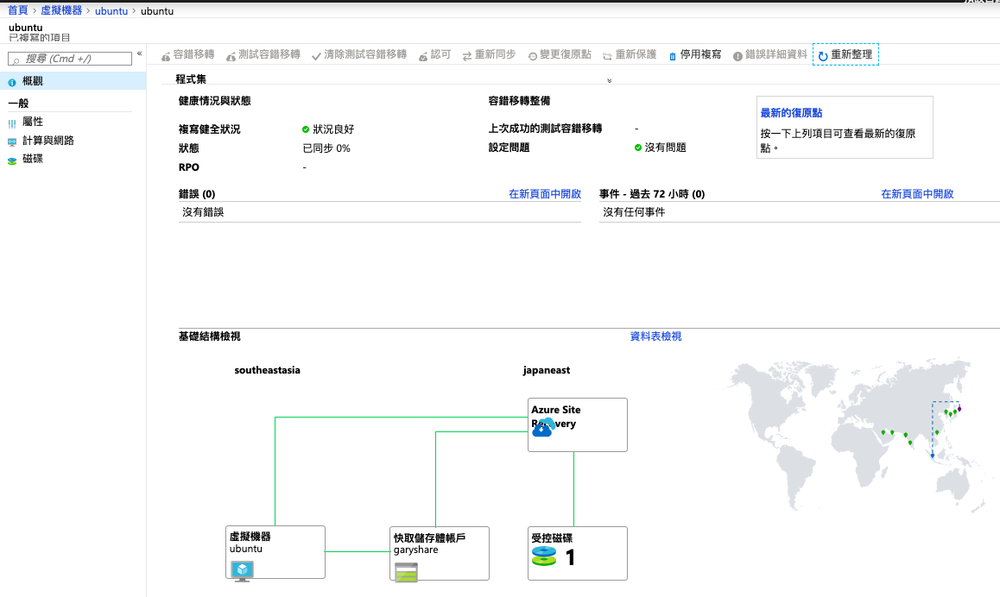 首頁 › 虛擬機器 › ubuntu › ubuntu
ubuntu
已複寫的項目
搜尋 (Cmd +/)
«
概觀
一般
屬性
計算與網路
磁碟
容錯移轉 測試容錯移轉 清除測試容錯移轉 認可 重新同步 變更復原點 重新保護 停用複寫 錯誤詳細資料 重新整理
程式集
健康情況與狀態
複寫健全狀況 狀況良好
狀態 已同步 0%
RPO -
容錯移轉整備
上次成功的測試容錯移轉 -
設定問題 沒有問題
最新的復原點
按一下上列項目可查看最新的復原
點。
錯誤 (0) 在新頁面中開啟
沒有錯誤
事件 - 過去 72 小時 (0) 在新頁面中開啟
沒有任何事件
基礎結構檢視 資料表檢視
southeastasia japaneast
Azure Site
Recovery
虛擬機器
ubuntu
快取儲存體帳戶
garyshare
受控磁碟
1